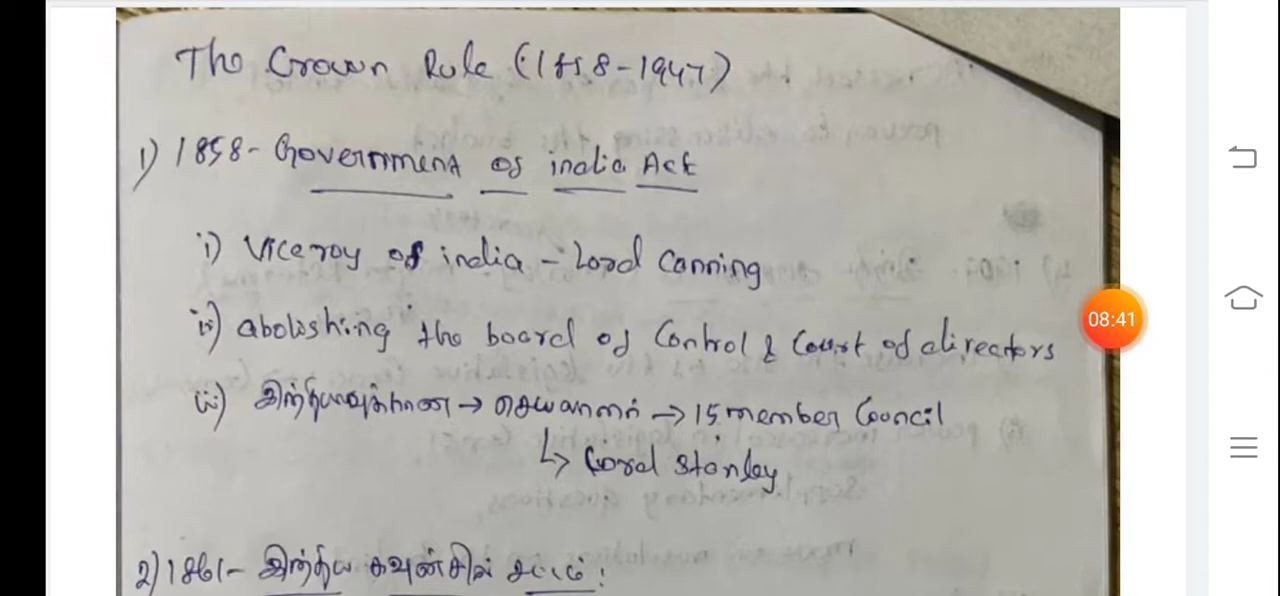 The Crown Rule (1858-1947)
1) 1858- Government of india Act
i) Viceroy of india - Lord Canning
ii) abolishing the board of Control & Court of directors
iii) இந்தியாவுக்கான → செயலாளர் → 15 member Council
↳ Lord Stanley
08:41
2) 1861- இந்திய கவுன்சில் சட்டம் :